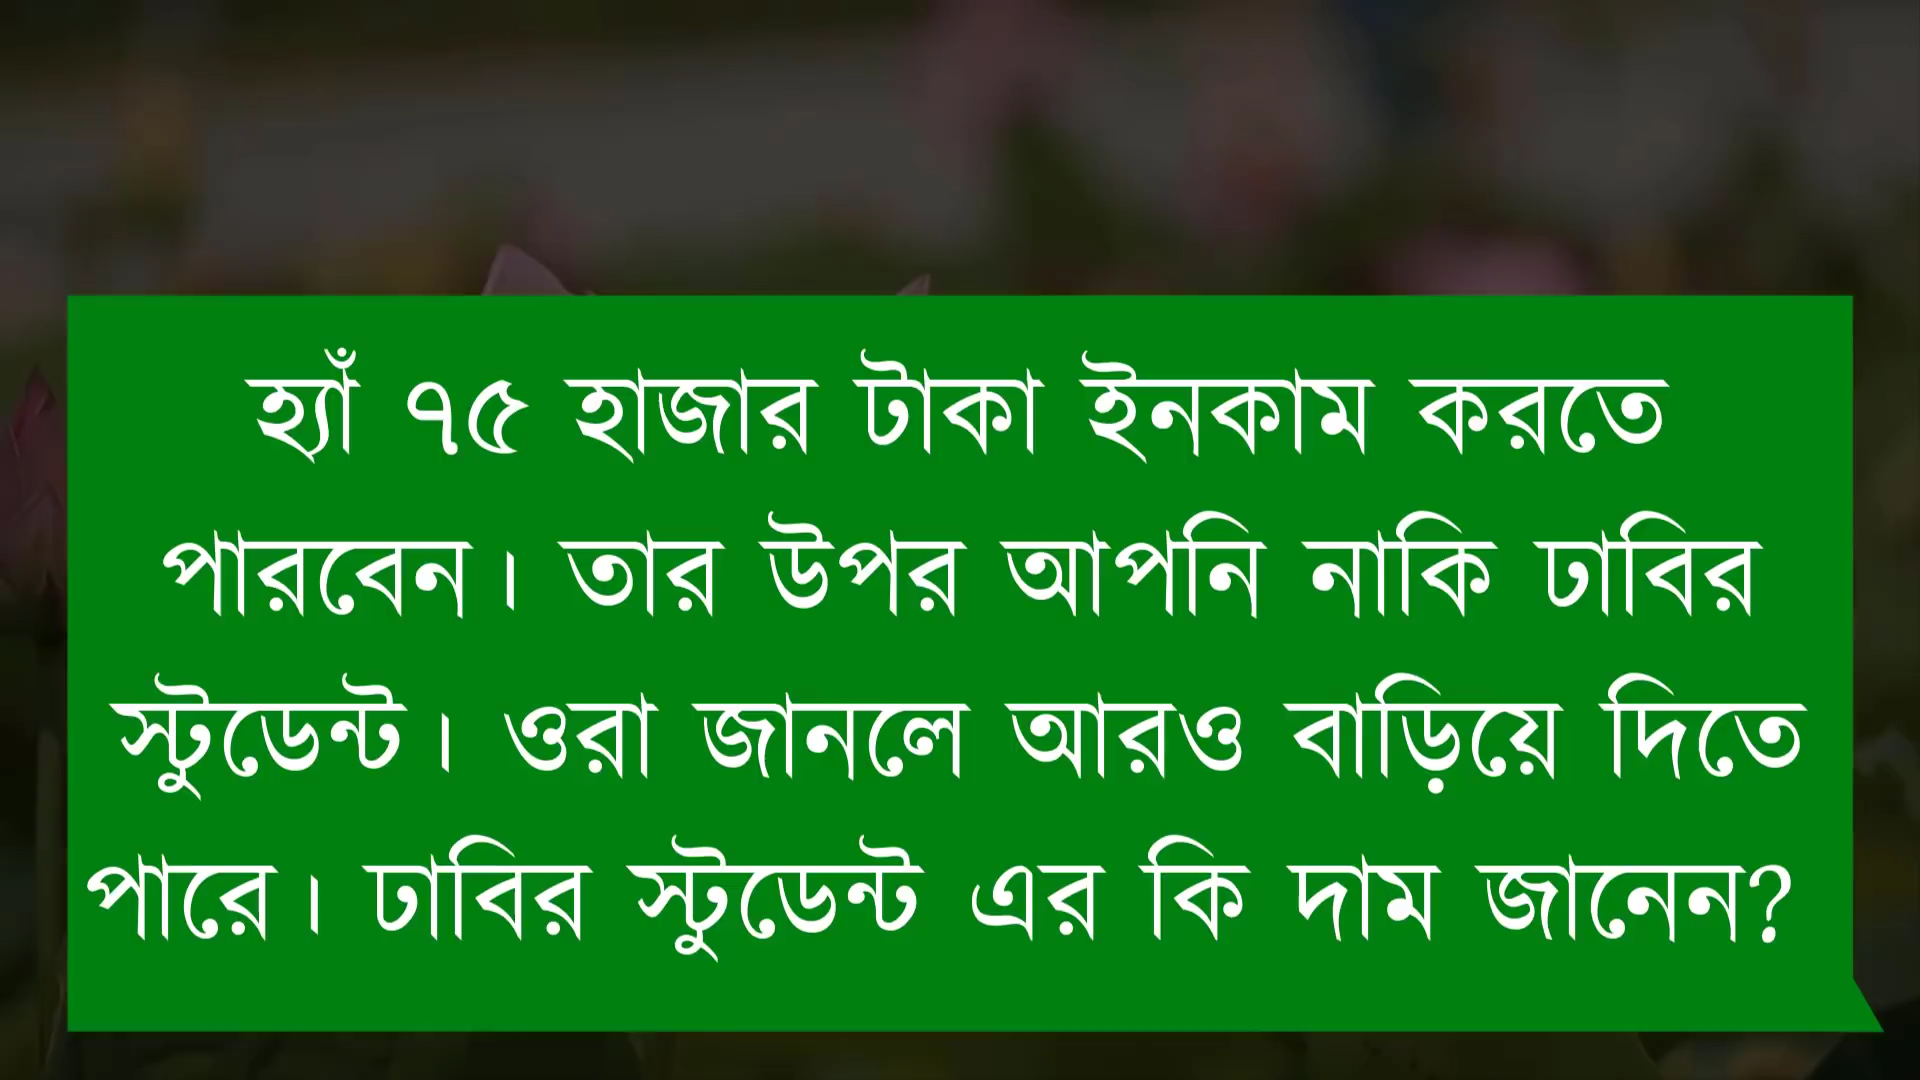 হ্যাঁ ৭৫ হাজার টাকা ইনকাম করতে
পারবেন। তার উপর আপনি নাকি ঢাবির
স্টুডেন্ট। ওরা জানলে আরও বাড়িয়ে দিতে
পারে। ঢাবির স্টুডেন্ট এর কি দাম জানেন?